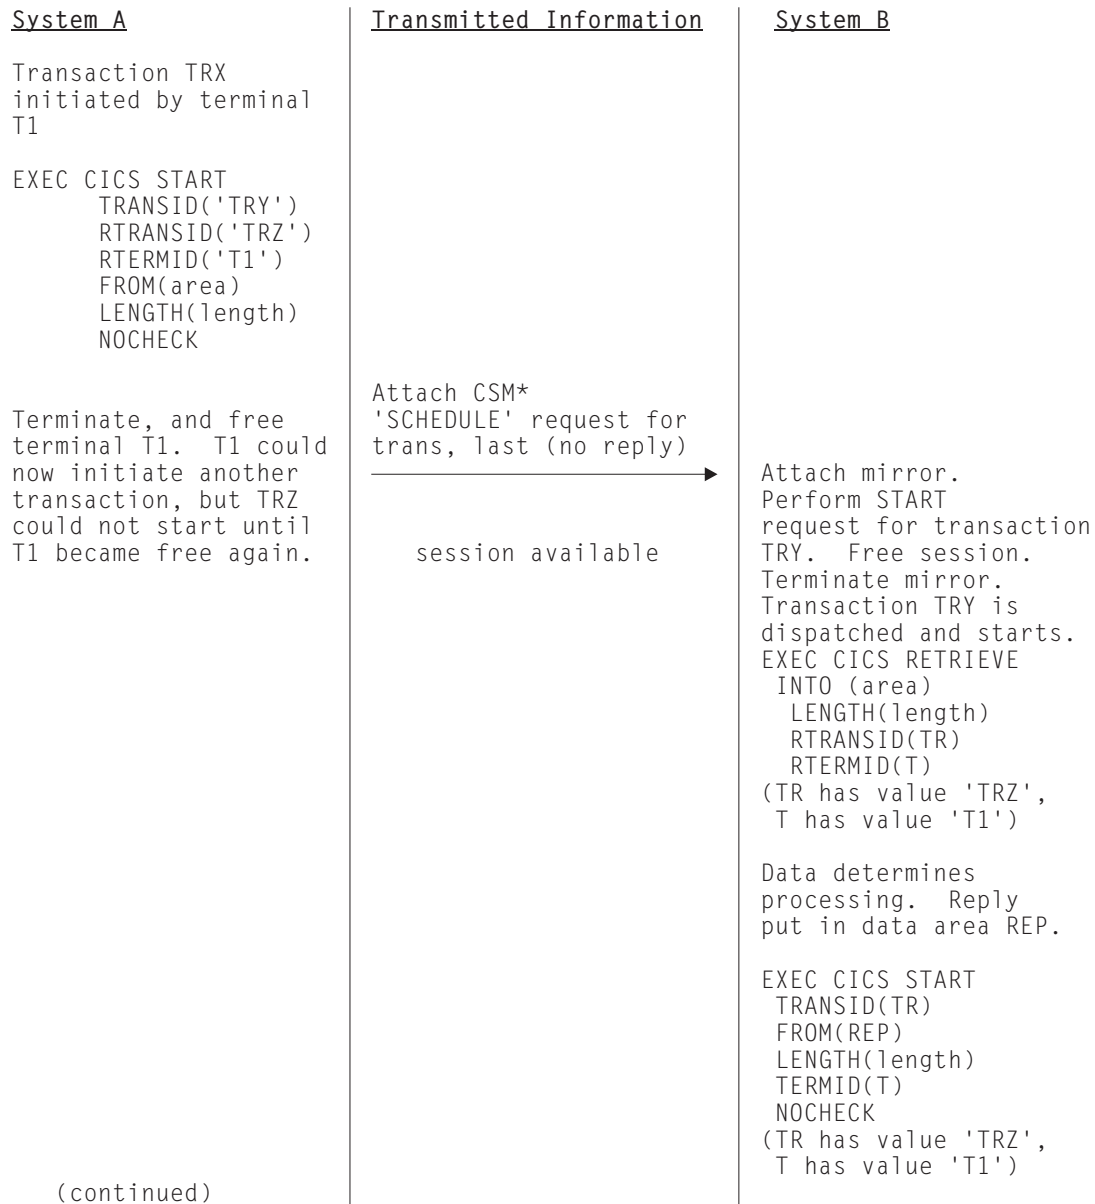 System A
Transaction TRX
initiated by terminal
T1
EXEC CICS START
TRANSID('TRY')
RTRANSID('TRZ')
RTERMID('T1')
FROM(area)
LENGTH(length)
NOCHECK
Terminate, and free
terminal T1. T1 could
now initiate another
transaction, but TRZ
could not start until
T1 became free again.
(continued)
Transmitted Information
Attach CSM*
'SCHEDULE' request for
trans, last (no reply)
session available
System B
Attach mirror.
Perform START
request for transaction
TRY. Free session.
Terminate mirror.
Transaction TRY is
dispatched and starts.
EXEC CICS RETRIEVE
INTO (area)
LENGTH(length)
RTRANSID(TR)
RTERMID(T)
(TR has value 'TRZ',
T has value 'T1')
Data determines
processing. Reply
put in data area REP.
EXEC CICS START
TRANSID(TR)
FROM(REP)
LENGTH(length)
TERMID(T)
NOCHECK
(TR has value 'TRZ',
T has value 'T1')